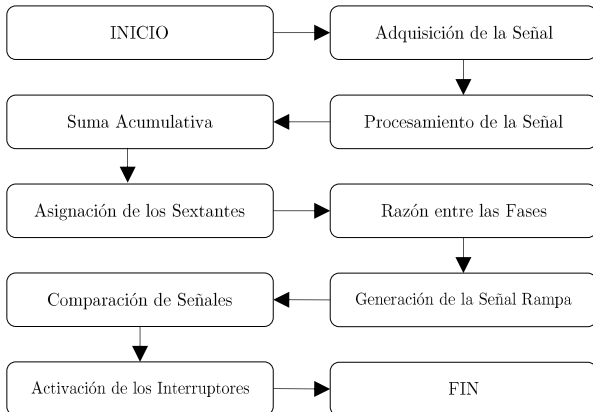 INICIO
Adquisición de la Señal
Procesamiento de la Señal
Suma Acumulativa
Asignación de los Sextantes
Razón entre las Fases
Generación de la Señal Rampa
Comparación de Señales
Activación de los Interruptores
FIN